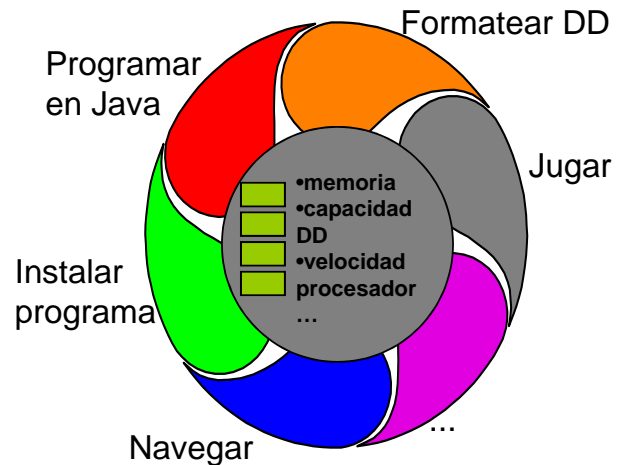 Formatear DD
Programar
en Java
Jugar
•memoria
•capacidad
DD
•velocidad
procesador
...
Instalar
programa
...
Navegar